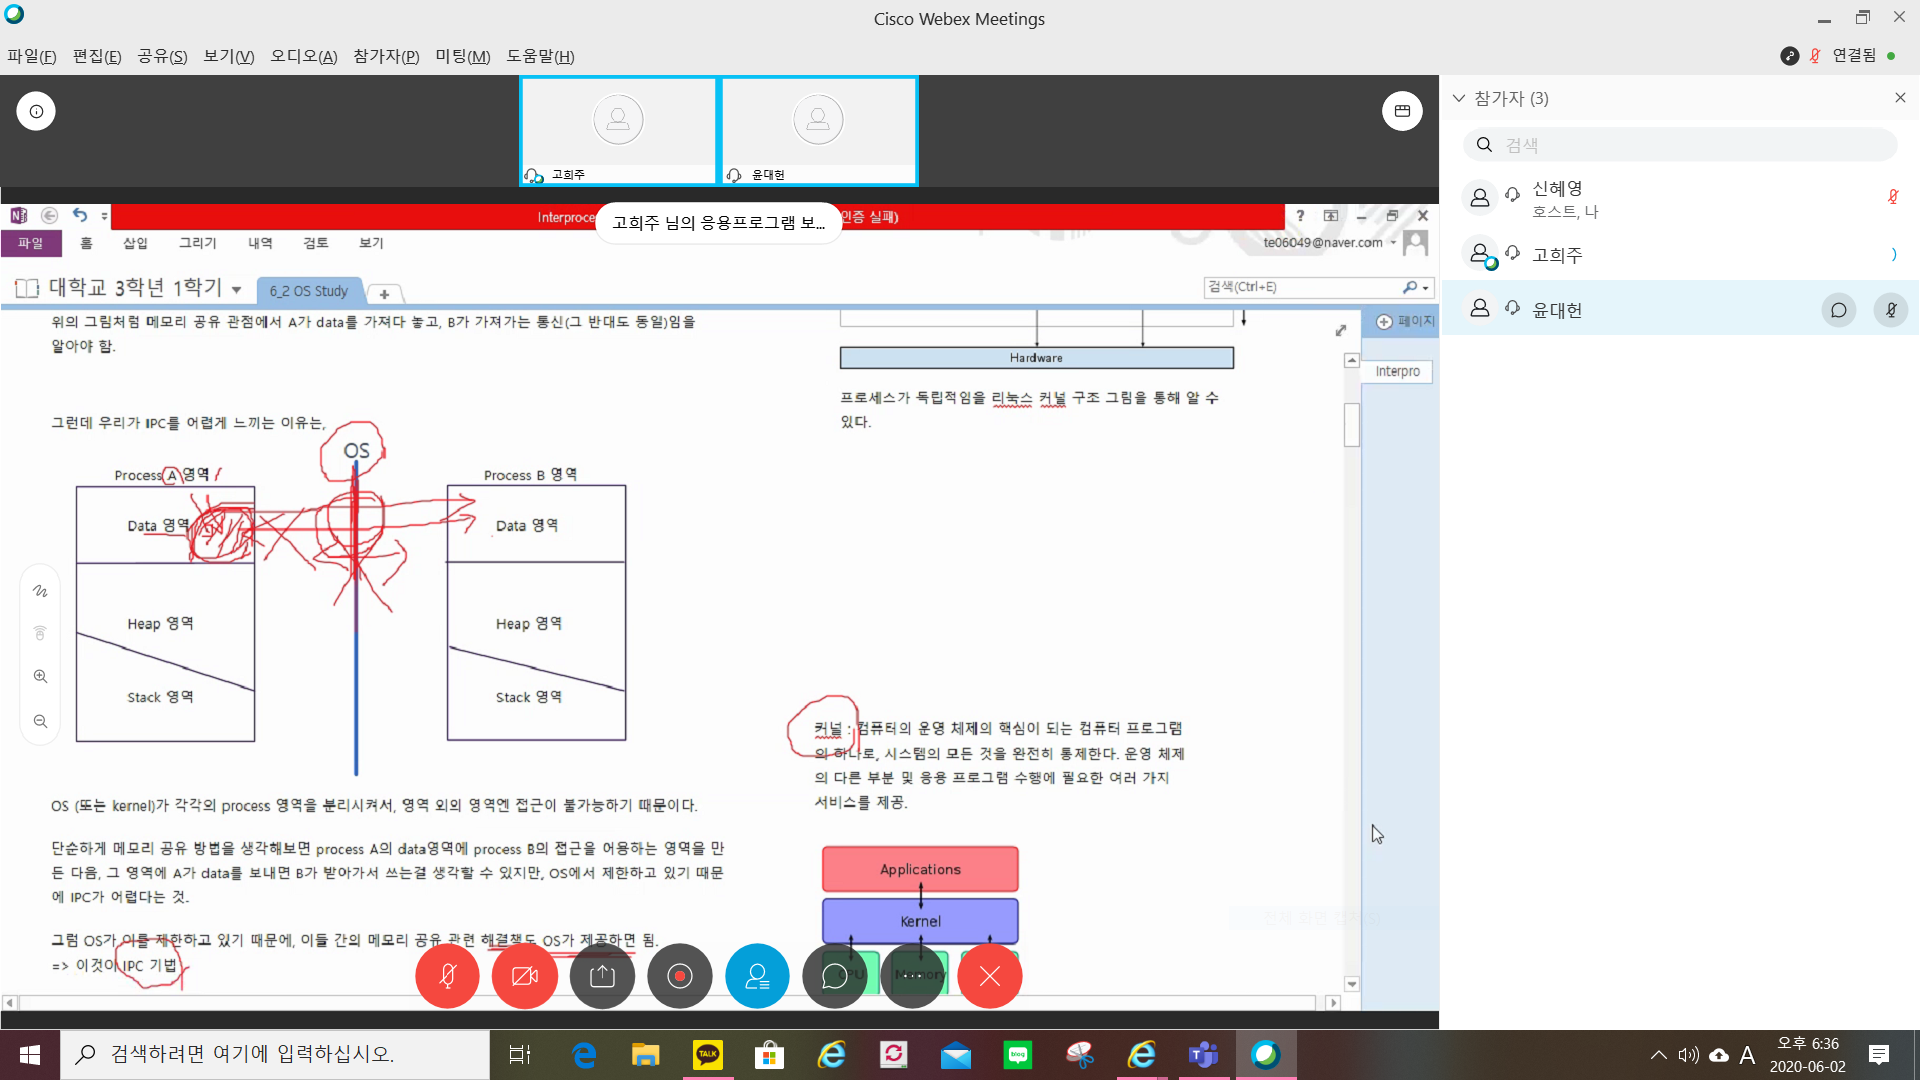 Cisco Webex Meetings
파일(F) 편집(E) 공유(S) 보기(V) 오디오(A) 참가자(P) 미팅(M) 도움말(H)
연결됨
고희주
윤대헌
참가자 (3)
검색
신혜영
호스트, 나
고희주
윤대헌
Interproce
고희주 님의 응용프로그램 보...
인증 실패)
파일 홈 삽입 그리기 내역 검토 보기
te06049@naver.com
대학교 3학년 1학기
6_2 OS Study
검색(Ctrl+E)
페이지
Interpro
위의 그림처럼 메모리 공유 관점에서 A가 data를 가져다 놓고, B가 가져가는 통신(그 반대도 동일)임을
알아야 함.
그런데 우리가 IPC를 어렵게 느끼는 이유는,
OS
Process A 영역
Data 영역
Heap 영역
Stack 영역
Process B 영역
Data 영역
Heap 영역
Stack 영역
OS (또는 kernel)가 각각의 process 영역을 분리시켜서, 영역 외의 영역엔 접근이 불가능하기 때문이다.
단순하게 메모리 공유 방법을 생각해보면 process A의 data영역에 process B의 접근을 허용하는 영역을 만
든 다음, 그 영역에 A가 data를 보내면 B가 받아가서 쓰는걸 생각할 수 있지만, OS에서 제한하고 있기 때문
에 IPC가 어렵다는 것.
그럼 OS가 이를 제한하고 있기 때문에, 이들 간의 메모리 공유 관련 해결책도 OS가 제공하면 됨.
=> 이것이 IPC 기법
Hardware
프로세스가 독립적임을 리눅스 커널 구조 그림을 통해 알 수
있다.
커널 : 컴퓨터의 운영 체제의 핵심이 되는 컴퓨터 프로그램
의 하나로, 시스템의 모든 것을 완전히 통제한다. 운영 체제
의 다른 부분 및 응용 프로그램 수행에 필요한 여러 가지
서비스를 제공.
Applications
Kernel
CPU
Memory
검색하려면 여기에 입력하십시오.
TALK
blog
A
오후 6:36
2020-06-02